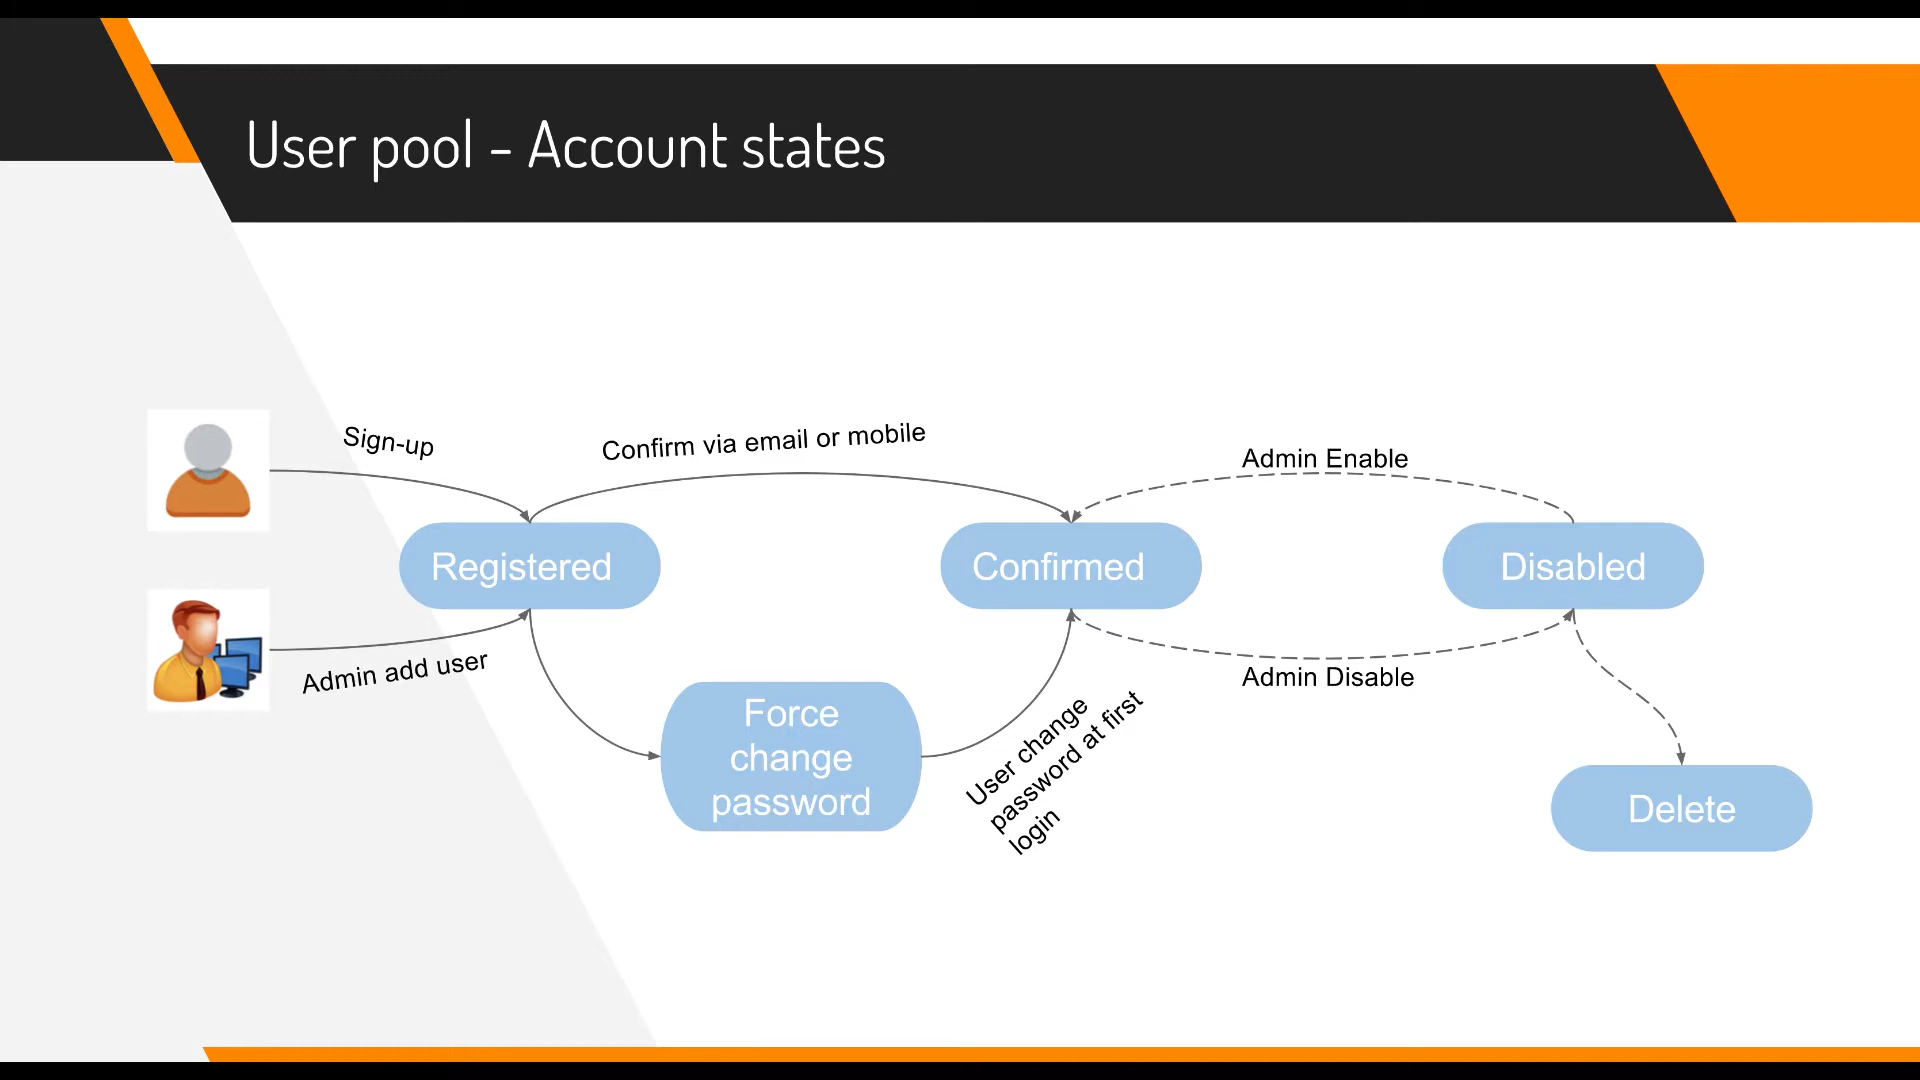 User pool - Account states
Sign-up
Confirm via email or mobile
Admin Enable
Registered
Confirmed
Disabled
Admin add user
Admin Disable
Force
change
password
User change
password at first
login
Delete